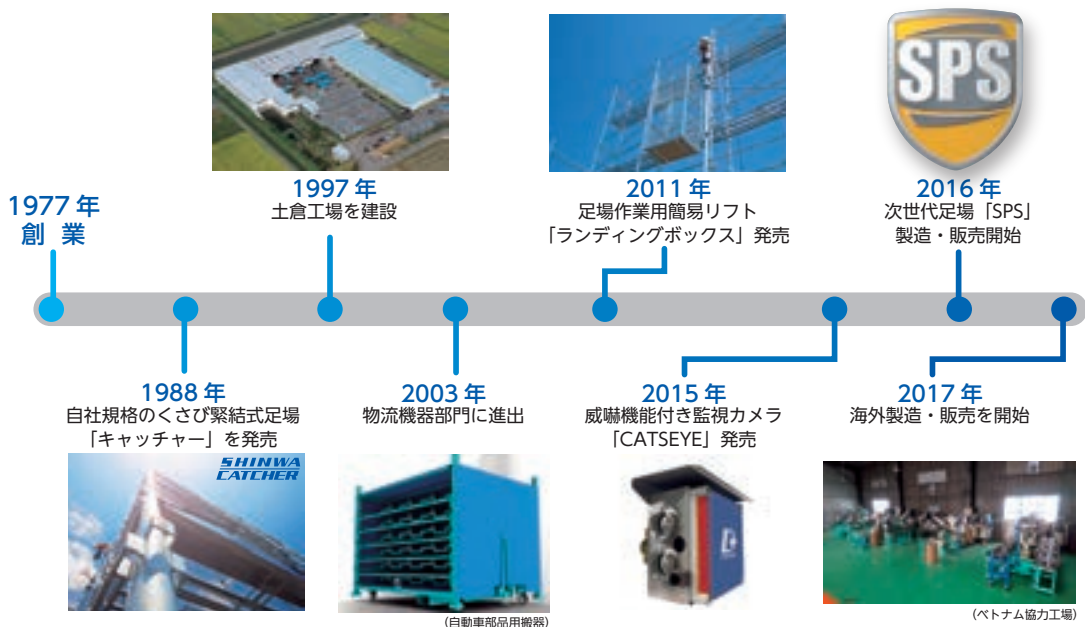 1977 年
創 業
1988 年
自社規格のくさび緊結式足場
「キャッチャー」を発売
SHINWA
CATCHER
1997 年
土倉工場を建設
2003 年
物流機器部門に進出
(自動車部品用搬器)
2011 年
足場作業用簡易リフト
「ランディングボックス」発売
2015 年
威嚇機能付き監視カメラ
「CATSEYE」発売
SPS
2016 年
次世代足場「SPS」
製造・販売開始
2017 年
海外製造・販売を開始
(ベトナム協力工場)